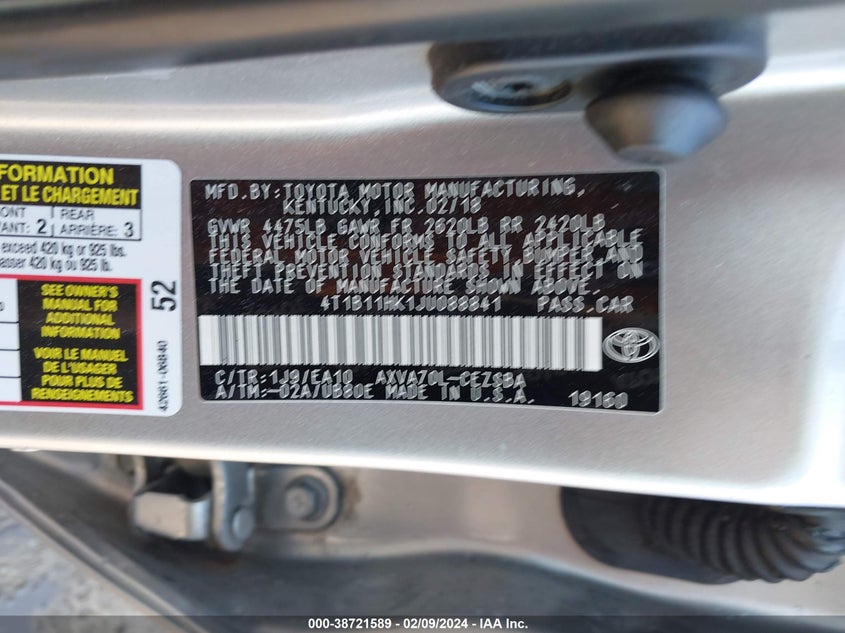 FORMATION
ET LE CHARGEMENT
ONT REAR
VANT: 2 ARRIÈRE: 3
exceed 420 kg or 925 lbs.
asser 420 kg ou 925 lb.
SEE OWNER'S
MANUAL FOR
ADDITIONAL
INFORMATION
VOIR LE MANUEL
DE L'USAGER
POUR PLUS DE
RENSEIGNEMENTS
52
42661-06840
MFD.BY:TOYOTA MOTOR MANUFACTURING,
KENTUCKY, INC.02/18
GVWR 4475LB GAWR FR 2620LB RR 2420LB
THIS VEHICLE CONFORMS TO ALL APPLICABLE
FEDERAL MOTOR VEHICLE SAFETY,BUMPER,AND
THEFT PREVENTION STANDARDS IN EFFECT ON
THE DATE OF MANUFACTURE SHOWN ABOVE.
4T1B11HK1JU088841 PASS.CAR
C/TR:1J9/EA10 AXVA70L-CEZSBA
A/TM:-02A/UB80E MADE IN U.S.A. 19160
000-38721589 - 02/09/2024 - IAA Inc.